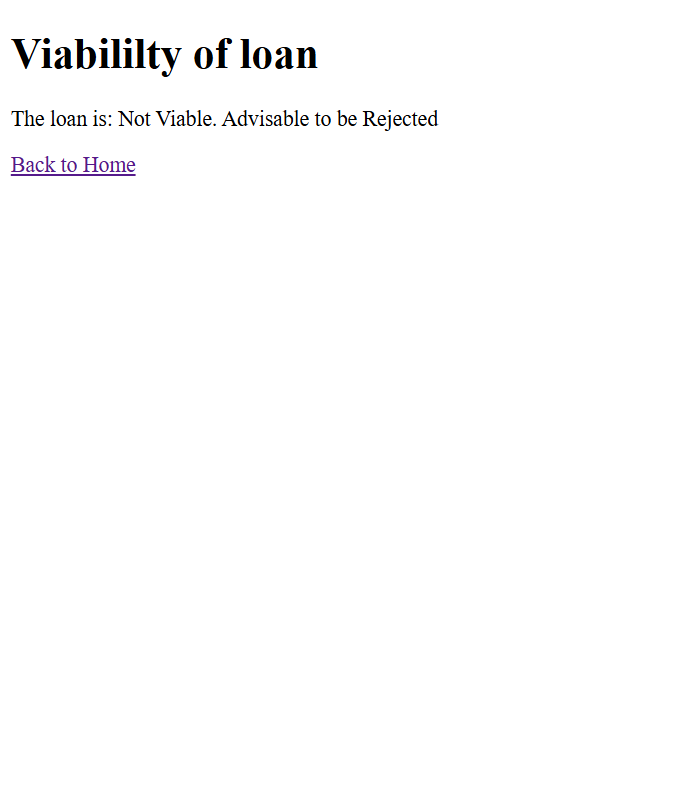 Viabililty of loan
The loan is: Not Viable. Advisable to be Rejected
Back to Home